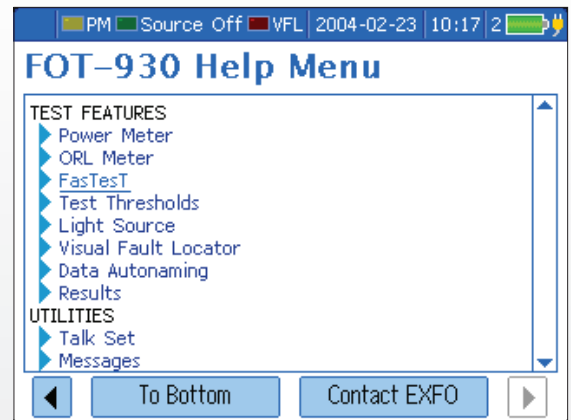 PM Source Off VFL 2004-02-23 10:17 2
FOT-930 Help Menu
TEST FEATURES
Power Meter
ORL Meter
FasTesT
Test Thresholds
Light Source
Visual Fault Locator
Data Autonaming
Results
UTILITIES
Talk Set
Messages
To Bottom Contact EXFO